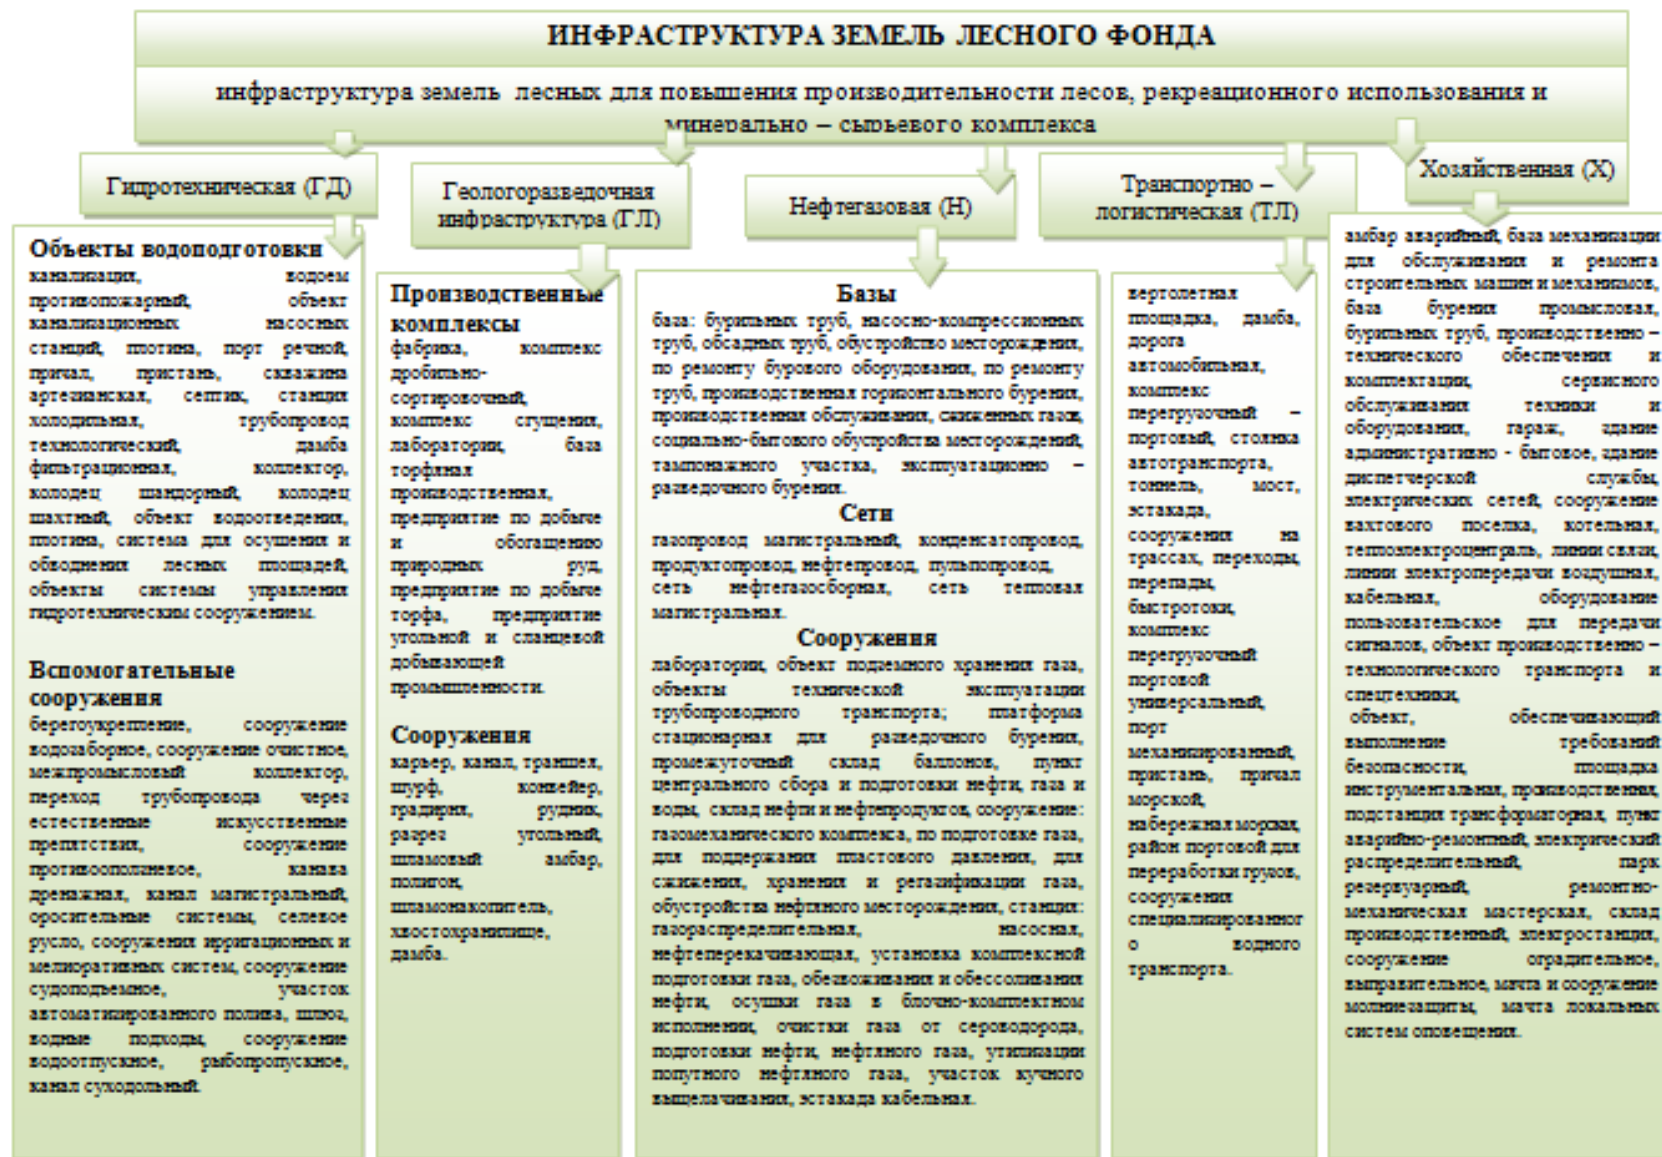 ИНФРАСТРУКТУРА ЗЕМЕЛЬ ЛЕСНОГО ФОНДА
инфраструктура земель лесных для повышения производительности лесов, рекреационного использования и
минерально – сырьевого комплекса
Гидротехническая (ГД)
Геологоразведочная
инфраструктура (ГЛ)
Нефтегазовая (Н)
Транспортно –
логистическая (ТЛ)
Хозяйственная (Х)
Объекты водоподготовки
канализация, водоем
противопожарный, объект
канализационных насосных
станций, плотина, порт речной,
причал, пристань, скважина
артезианская, септик, станция
холодильная, трубопровод
технологический, дамба
фильтрационная, коллектор,
колодец шандорный, колодец
шахтный, объект водоотведения,
плотина, система для осушения и
обводнения лесных площадей,
объекты системы управления
гидротехническим сооружением.
Вспомогательные
сооружения
берегоукрепление, сооружение
водозаборное, сооружение очистное,
межпромысловый коллектор,
переход трубопровода через
естественные искусственные
препятствия, сооружение
противооползневое, канава
дренажная, канал магистральный,
оросительные системы, селевое
русло, сооружения ирригационных и
мелиоративных систем, сооружение
судоподъемное, участок
автоматизированного полива, шлюз,
водные подходы, сооружение
водоотпускное, рыбопропускное,
канал суходольный.
Производственные
комплексы
фабрика, комплекс
дробильно-
сортировочный,
комплекс сгущения,
лаборатории, база
торфяная
производственная,
предприятие по добыче
и обогащению
природных руд,
предприятие по добыче
торфа, предприятие
угольной и сланцевой
добывающей
промышленности.
Сооружения
карьер, канал, траншея,
шурф, конвейер,
градирня, рудник,
разрез угольный,
шламовый амбар,
полигон,
шламонакопитель,
хвостохранилище,
дамба.
Базы
база: бурильных труб, насосно-компрессионных
труб, обсадных труб, обустройство месторождения,
по ремонту бурового оборудования, по ремонту
труб, производственная горизонтального бурения,
производственная обслуживания, сжиженных газов,
социально-бытового обустройства месторождений,
тампонажного участка, эксплуатационно –
разведочного бурения.
Сети
газопровод магистральный, конденсатопровод,
продуктопровод, нефтепровод, пульпопровод,
сеть нефтегазосборная, сеть тепловая
магистральная.
Сооружения
лаборатории, объект подземного хранения газа,
объекты технической эксплуатации
трубопроводного транспорта; платформа
стационарная для разведочного бурения,
промежуточный склад баллонов, пункт
центрального сбора и подготовки нефти, газа и
воды, склад нефти и нефтепродуктов, сооружение:
газомеханического комплекса, по подготовке газа,
для поддержания пластового давления, для
сжижения, хранения и регазификации газа,
обустройства нефтяного месторождения, станция:
газораспределительная, насосная,
нефтеперекачивающая, установка комплексной
подготовки газа, обезвоживания и обессоливания
нефти, осушки газа в блочно-комплектном
исполнении, очистки газа от сероводорода,
подготовки нефти, нефтяного газа, утилизации
попутного нефтяного газа, участок кучного
выщелачивания, эстакада кабельная.
вертолетная
площадка, дамба,
дорога
автомобильная,
комплекс
перегрузочный –
портовый, стоянка
автотранспорта,
тоннель, мост,
эстакада,
сооружения на
трассах, переходы,
перепады,
быстротоки,
комплекс
перегрузочный
портовой
универсальный,
порт
механизированный,
пристань, причал
морской,
набережная морская,
район портовой для
переработки грузов,
сооружения
специализированног
о водного
транспорта.
амбар аварийный, база механизации
для обслуживания и ремонта
строительных машин и механизмов,
база бурения промысловая,
бурильных труб, производственно –
технического обеспечения и
комплектации, сервисного
обслуживания техники и
оборудования, гараж, здание
административно - бытовое, здание
диспетчерской службы,
электрических сетей, сооружение
вахтового поселка, котельная,
теплоэлектроцентраль, линии связи,
линии электропередачи воздушная,
кабельная, оборудование
пользовательское для передачи
сигналов, объект производственно –
технологического транспорта и
спецтехники,
объект, обеспечивающий
выполнение требований
безопасности, площадка
инструментальная, производственная,
подстанция трансформаторная, пункт
аварийно-ремонтный, электрический
распределительный, парк
резервуарный, ремонтно-
механическая мастерская, склад
производственный, электростанция,
сооружение оградительное,
выправительное, мачта и сооружение
молниезащиты, мачта локальных
систем оповещения.